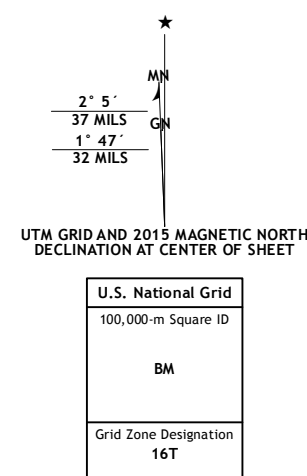 MN
2° 5´
37 MILS
GN
1° 47´
32 MILS
UTM GRID AND 2015 MAGNETIC NORTH
DECLINATION AT CENTER OF SHEET
U.S. National Grid
100,000-m Square ID
BM
Grid Zone Designation
16T